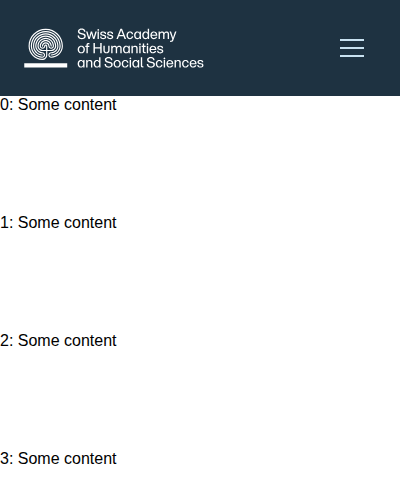 Swiss Academy
of Humanities
and Social Sciences
0: Some content
1: Some content
2: Some content
3: Some content